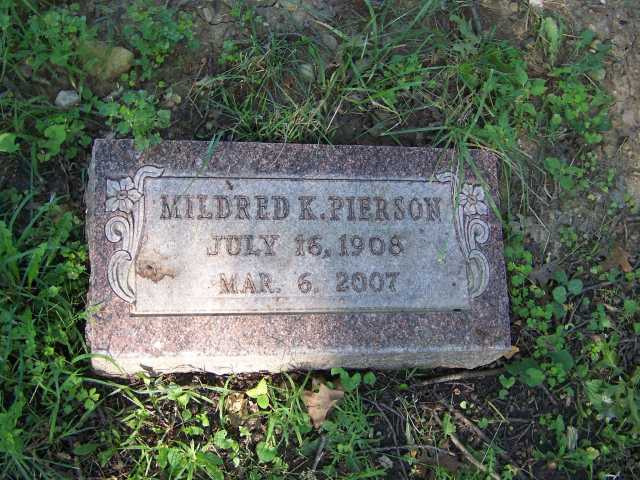 MILDRED K. PIERSON
JULY 16, 1908
MAR. 6, 2007